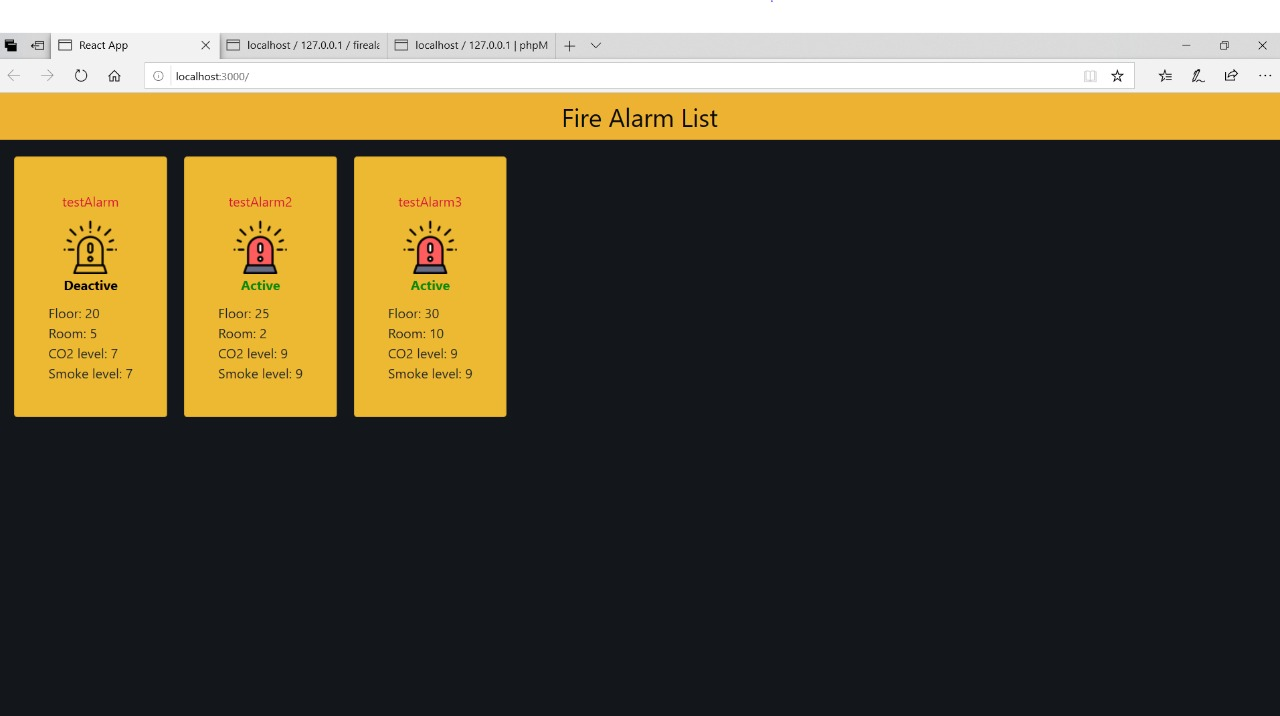 React App
localhost / 127.0.0.1 / fireala
localhost / 127.0.0.1 | phpM
localhost:3000/
Fire Alarm List
testAlarm
Deactive
Floor: 20
Room: 5
CO2 level: 7
Smoke level: 7
testAlarm2
Active
Floor: 25
Room: 2
CO2 level: 9
Smoke level: 9
testAlarm3
Active
Floor: 30
Room: 10
CO2 level: 9
Smoke level: 9